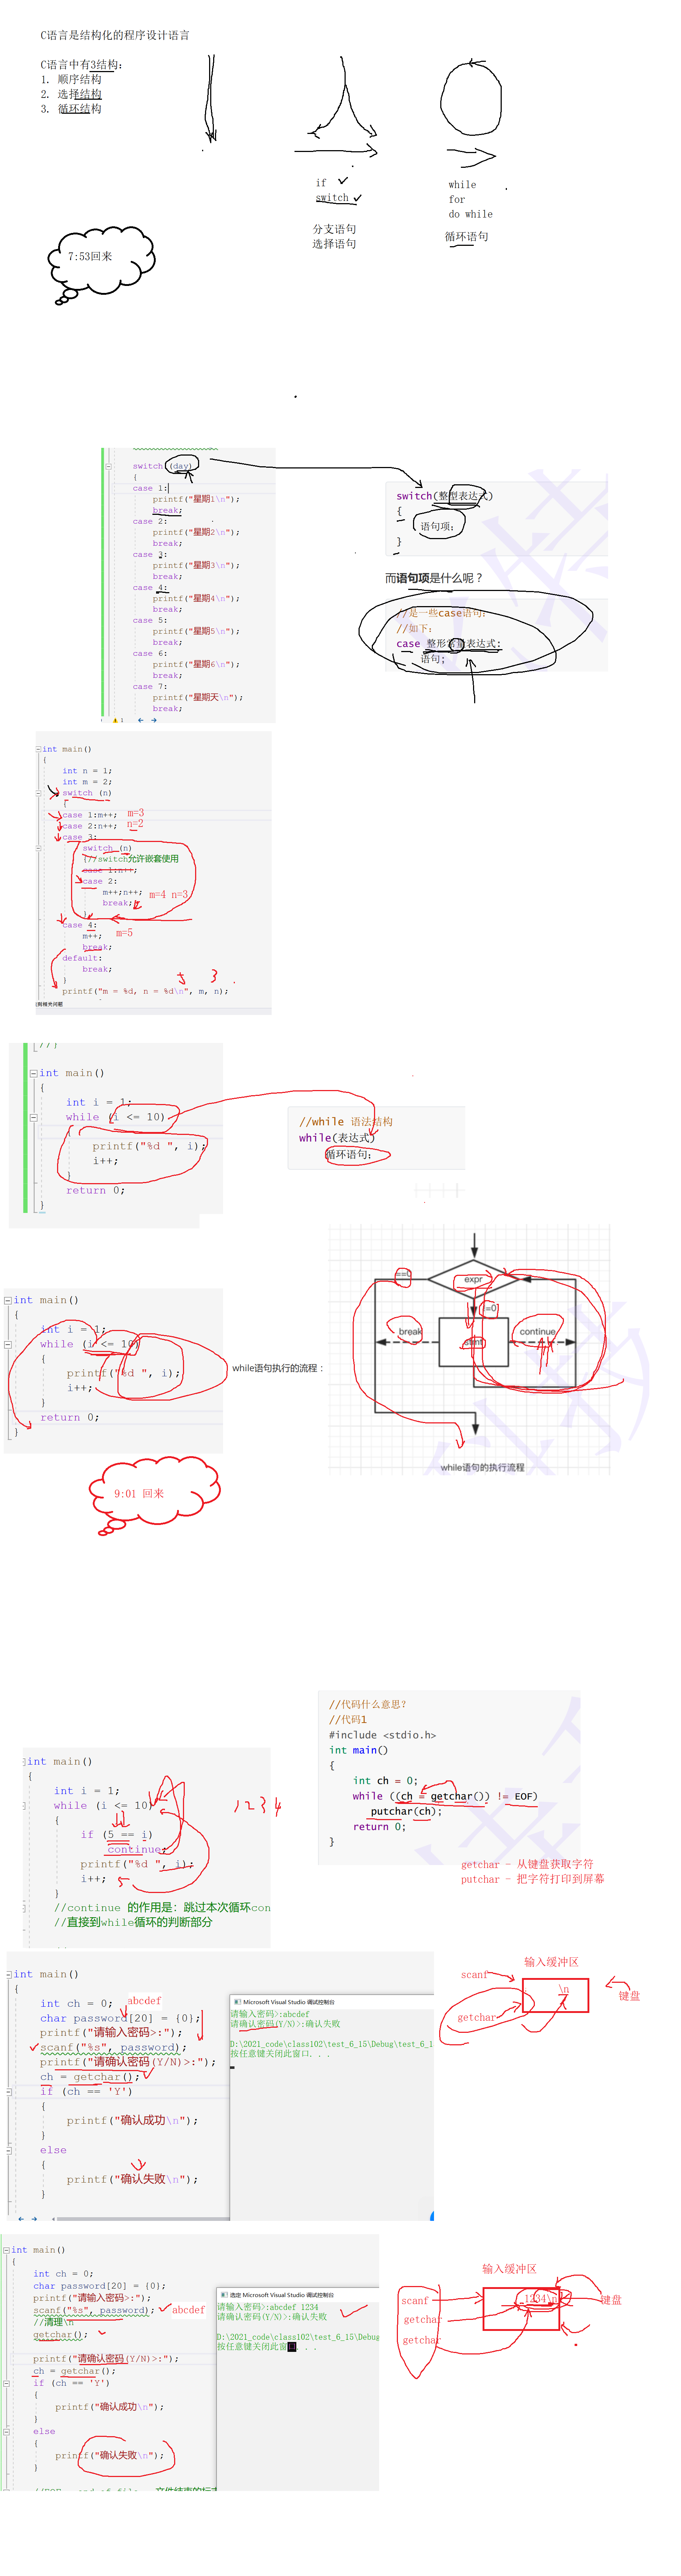 C语言是结构化的程序设计语言
C语言中有3结构:
1. 顺序结构
2. 选择结构
3. 循环结构
if
switch
分支语句
选择语句
while
for
do while
循环语句
7:53回来
switch (day)
{
case 1:
printf("星期1\n");
break;
case 2:
printf("星期2\n");
break;
case 3:
printf("星期3\n");
break;
case 4:
printf("星期4\n");
break;
case 5:
printf("星期5\n");
break;
case 6:
printf("星期6\n");
break;
case 7:
printf("星期天\n");
break;
switch(整型表达式)
{
语句项;
}
而语句项是什么呢?
//是一些case语句:
//如下:
case 整形常量表达式:
语句;
int main()
{
int n = 1;
int m = 2;
switch (n)
{
case 1:m++;
m=3
case 2:n++;
n=2
case 3:
switch (n)
{//switch允许嵌套使用
case 1:n++;
case 2:
m++;n++;
m=4 n=3
break;
}
case 4:
m++;
m=5
break;
default:
break;
}
5 3
printf("m = %d, n = %d\n", m, n);
int main()
{
int i = 1;
while (i <= 10)
{
printf("%d ", i);
i++;
}
return 0;
}
//while 语法结构
while(表达式)
循环语句;
int main()
{
int i = 1;
while (i <= 10)
{
printf("%d ", i);
i++;
}
return 0;
}
while语句执行的流程:
==0
expr
!=0
break
stmt
continue
while语句的执行流程
9:01 回来
int main()
{
int i = 1;
while (i <= 10)
{
if (5 == i)
continue;
printf("%d ", i);
i++;
}
//continue 的作用是: 跳过本次循环con
//直接到while循环的判断部分
1 2 3 4
//代码什么意思?
//代码1
#include <stdio.h>
int main()
{
int ch = 0;
while ((ch = getchar()) != EOF)
putchar(ch);
return 0;
}
getchar - 从键盘获取字符
putchar - 把字符打印到屏幕
int main()
{
int ch = 0;
abcdef
char password[20] = {0};
printf("请输入密码>:");
scanf("%s", password);
printf("请确认密码(Y/N)>:");
ch = getchar();
if (ch == 'Y')
{
printf("确认成功\n");
}
else
{
printf("确认失败\n");
}
Microsoft Visual Studio 调试控制台
请输入密码>:abcdef
请确认密码(Y/N)>:确认失败
D:\2021_code\class102\test_6_15\Debug\test_6_1
按任意键关闭此窗口. . .
输入缓冲区
scanf
\n
键盘
getchar
int main()
{
int ch = 0;
char password[20] = {0};
printf("请输入密码>:");
scanf("%s", password);
abcdef
//清理\n
getchar();
printf("请确认密码(Y/N)>:");
ch = getchar();
if (ch == 'Y')
{
printf("确认成功\n");
}
else
{
printf("确认失败\n");
}
选定 Microsoft Visual Studio 调试控制台
请输入密码>:abcdef 1234
请确认密码(Y/N)>:确认失败
D:\2021_code\class102\test_6_15\Debug
按任意键关闭此窗口. . .
输入缓冲区
scanf
1234\n
键盘
getchar
getchar